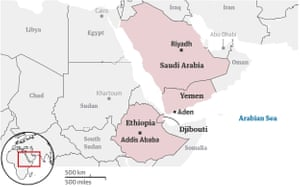 Cairo
Iraq
Iran
Libya
Egypt
Riyadh
Abu Dhabi
Saudi Arabia
Oman
Chad
Khartoum
Sudan
Yemen
Aden
Arabian Sea
Ethiopia
Djibouti
Addis Ababa
South
Sudan
Somalia
500 km
500 miles